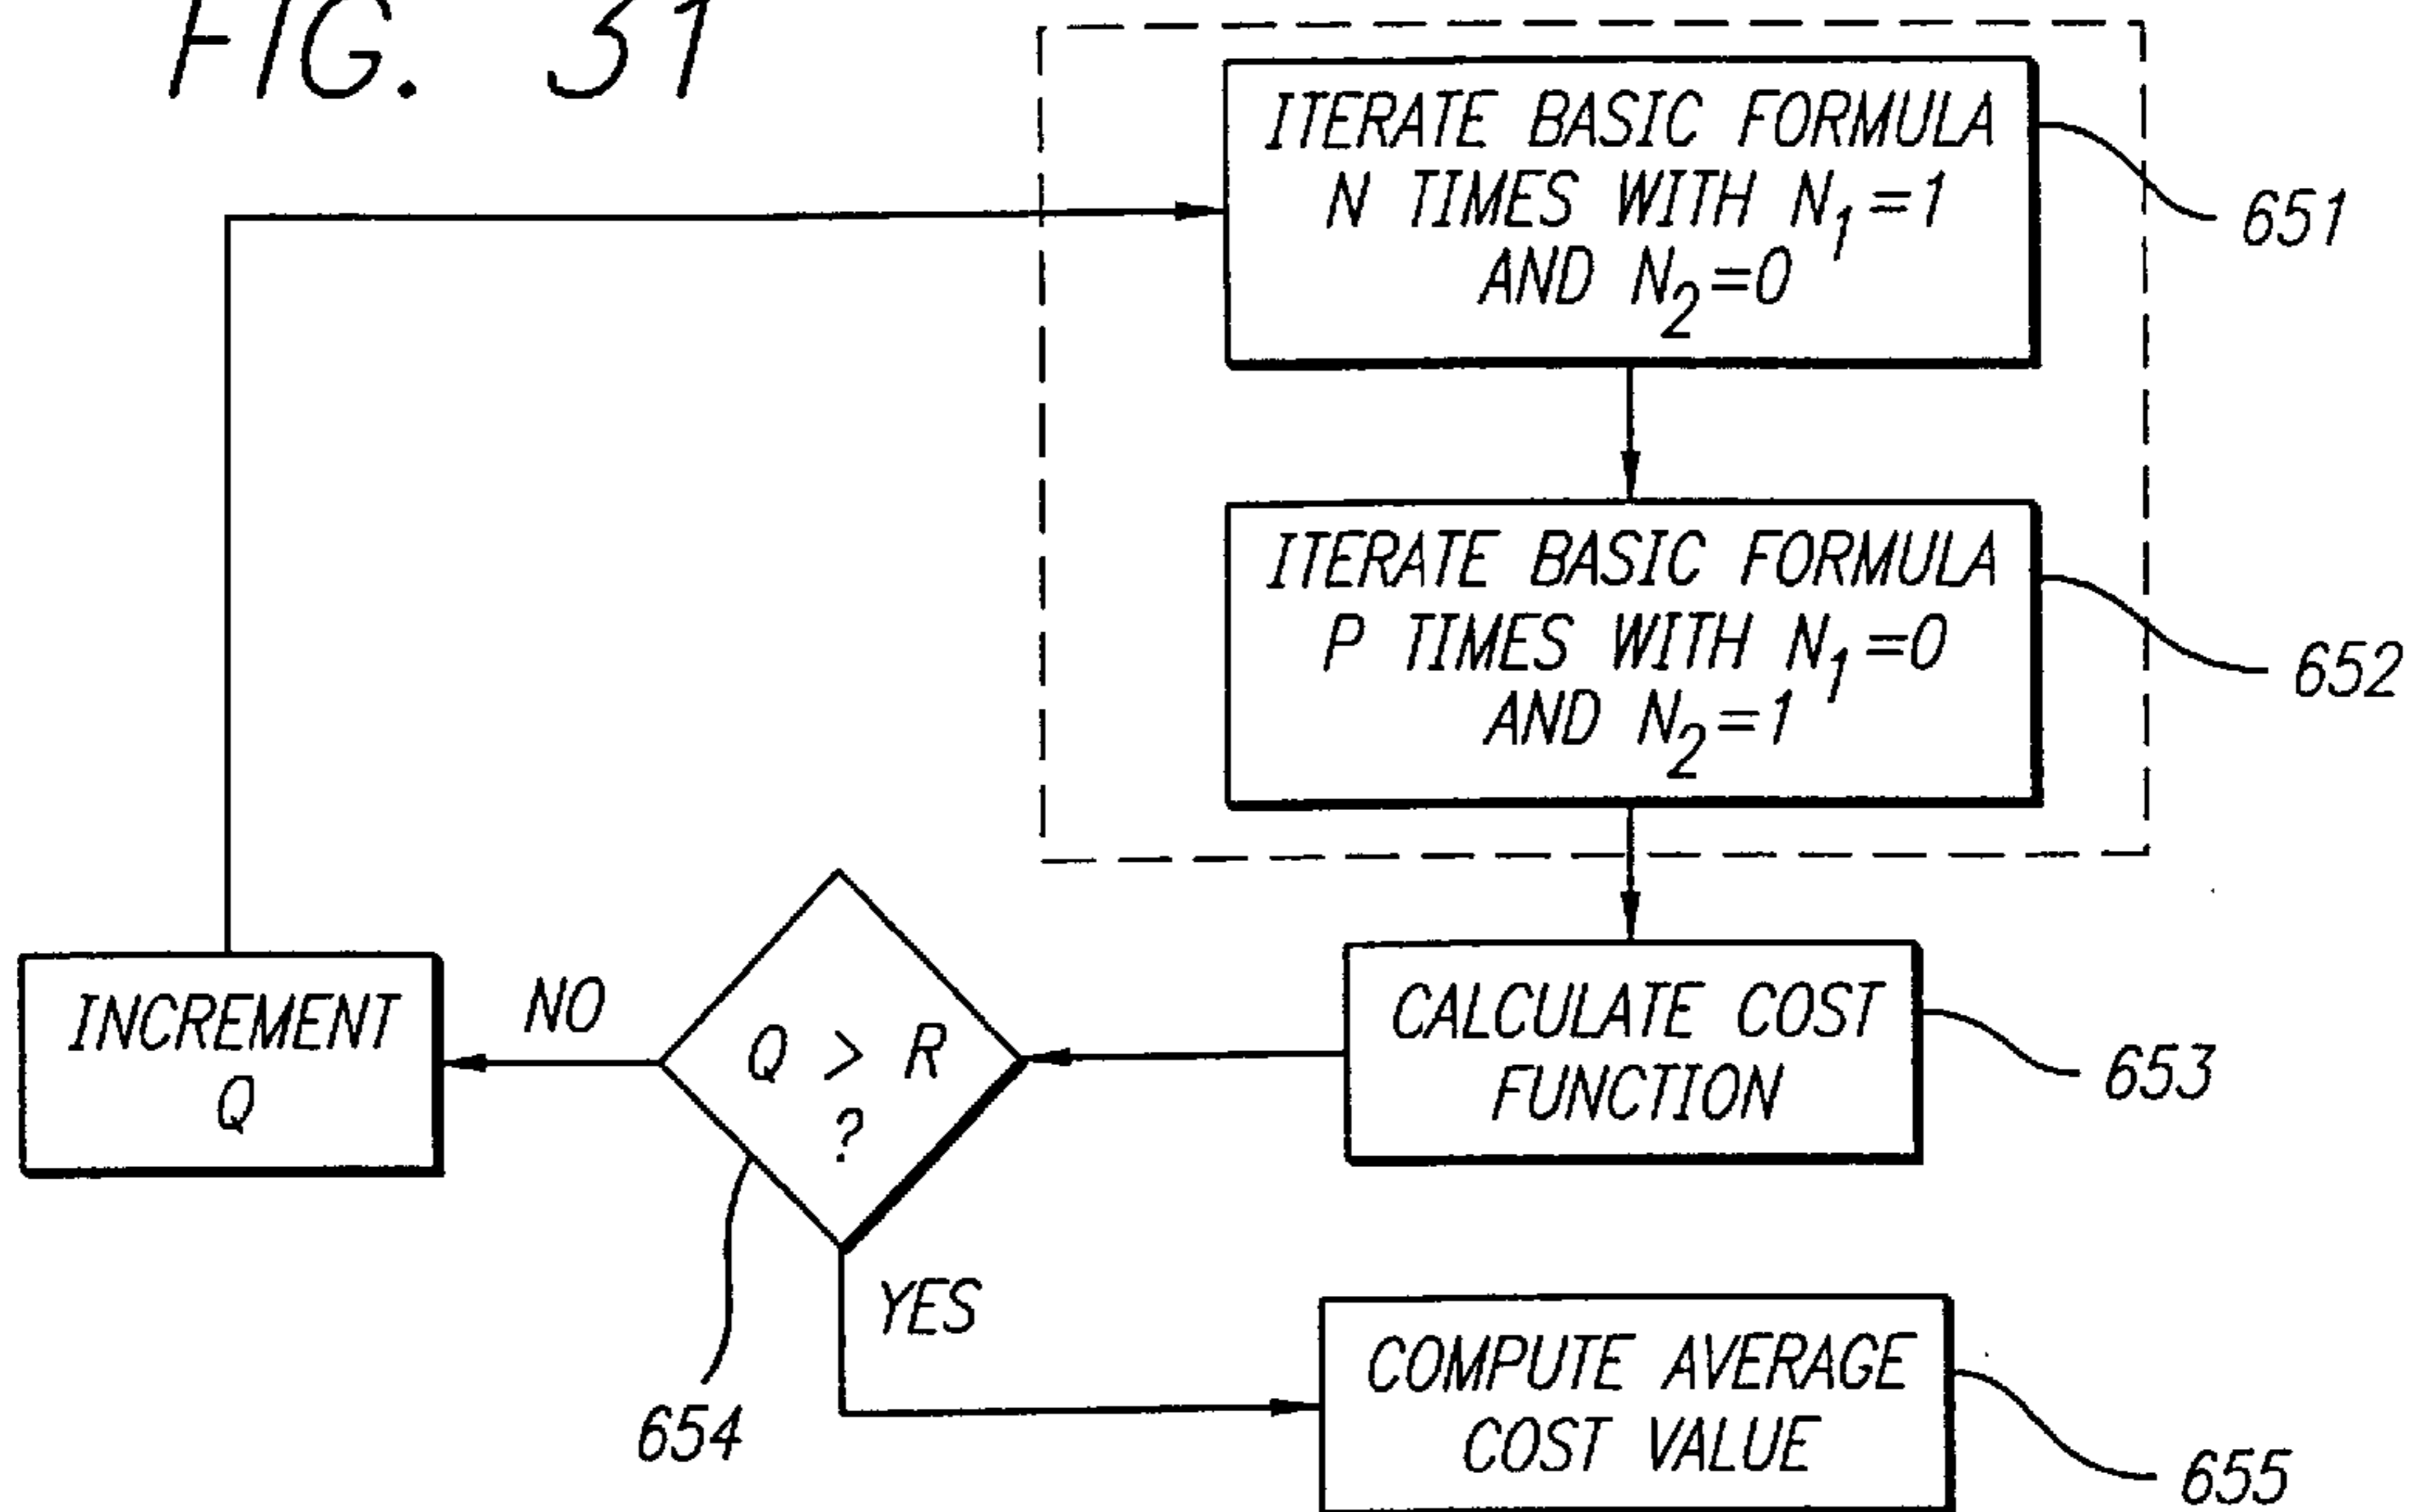 FIG. 31
ITERATE BASIC FORMULA
N TIMES WITH N₁=1
AND N₂=0
651
ITERATE BASIC FORMULA
P TIMES WITH N₁=0
AND N₂=1
652
CALCULATE COST
FUNCTION
653
Q > R
?
654
NO
INCREMENT
Q
YES
COMPUTE AVERAGE
COST VALUE
655